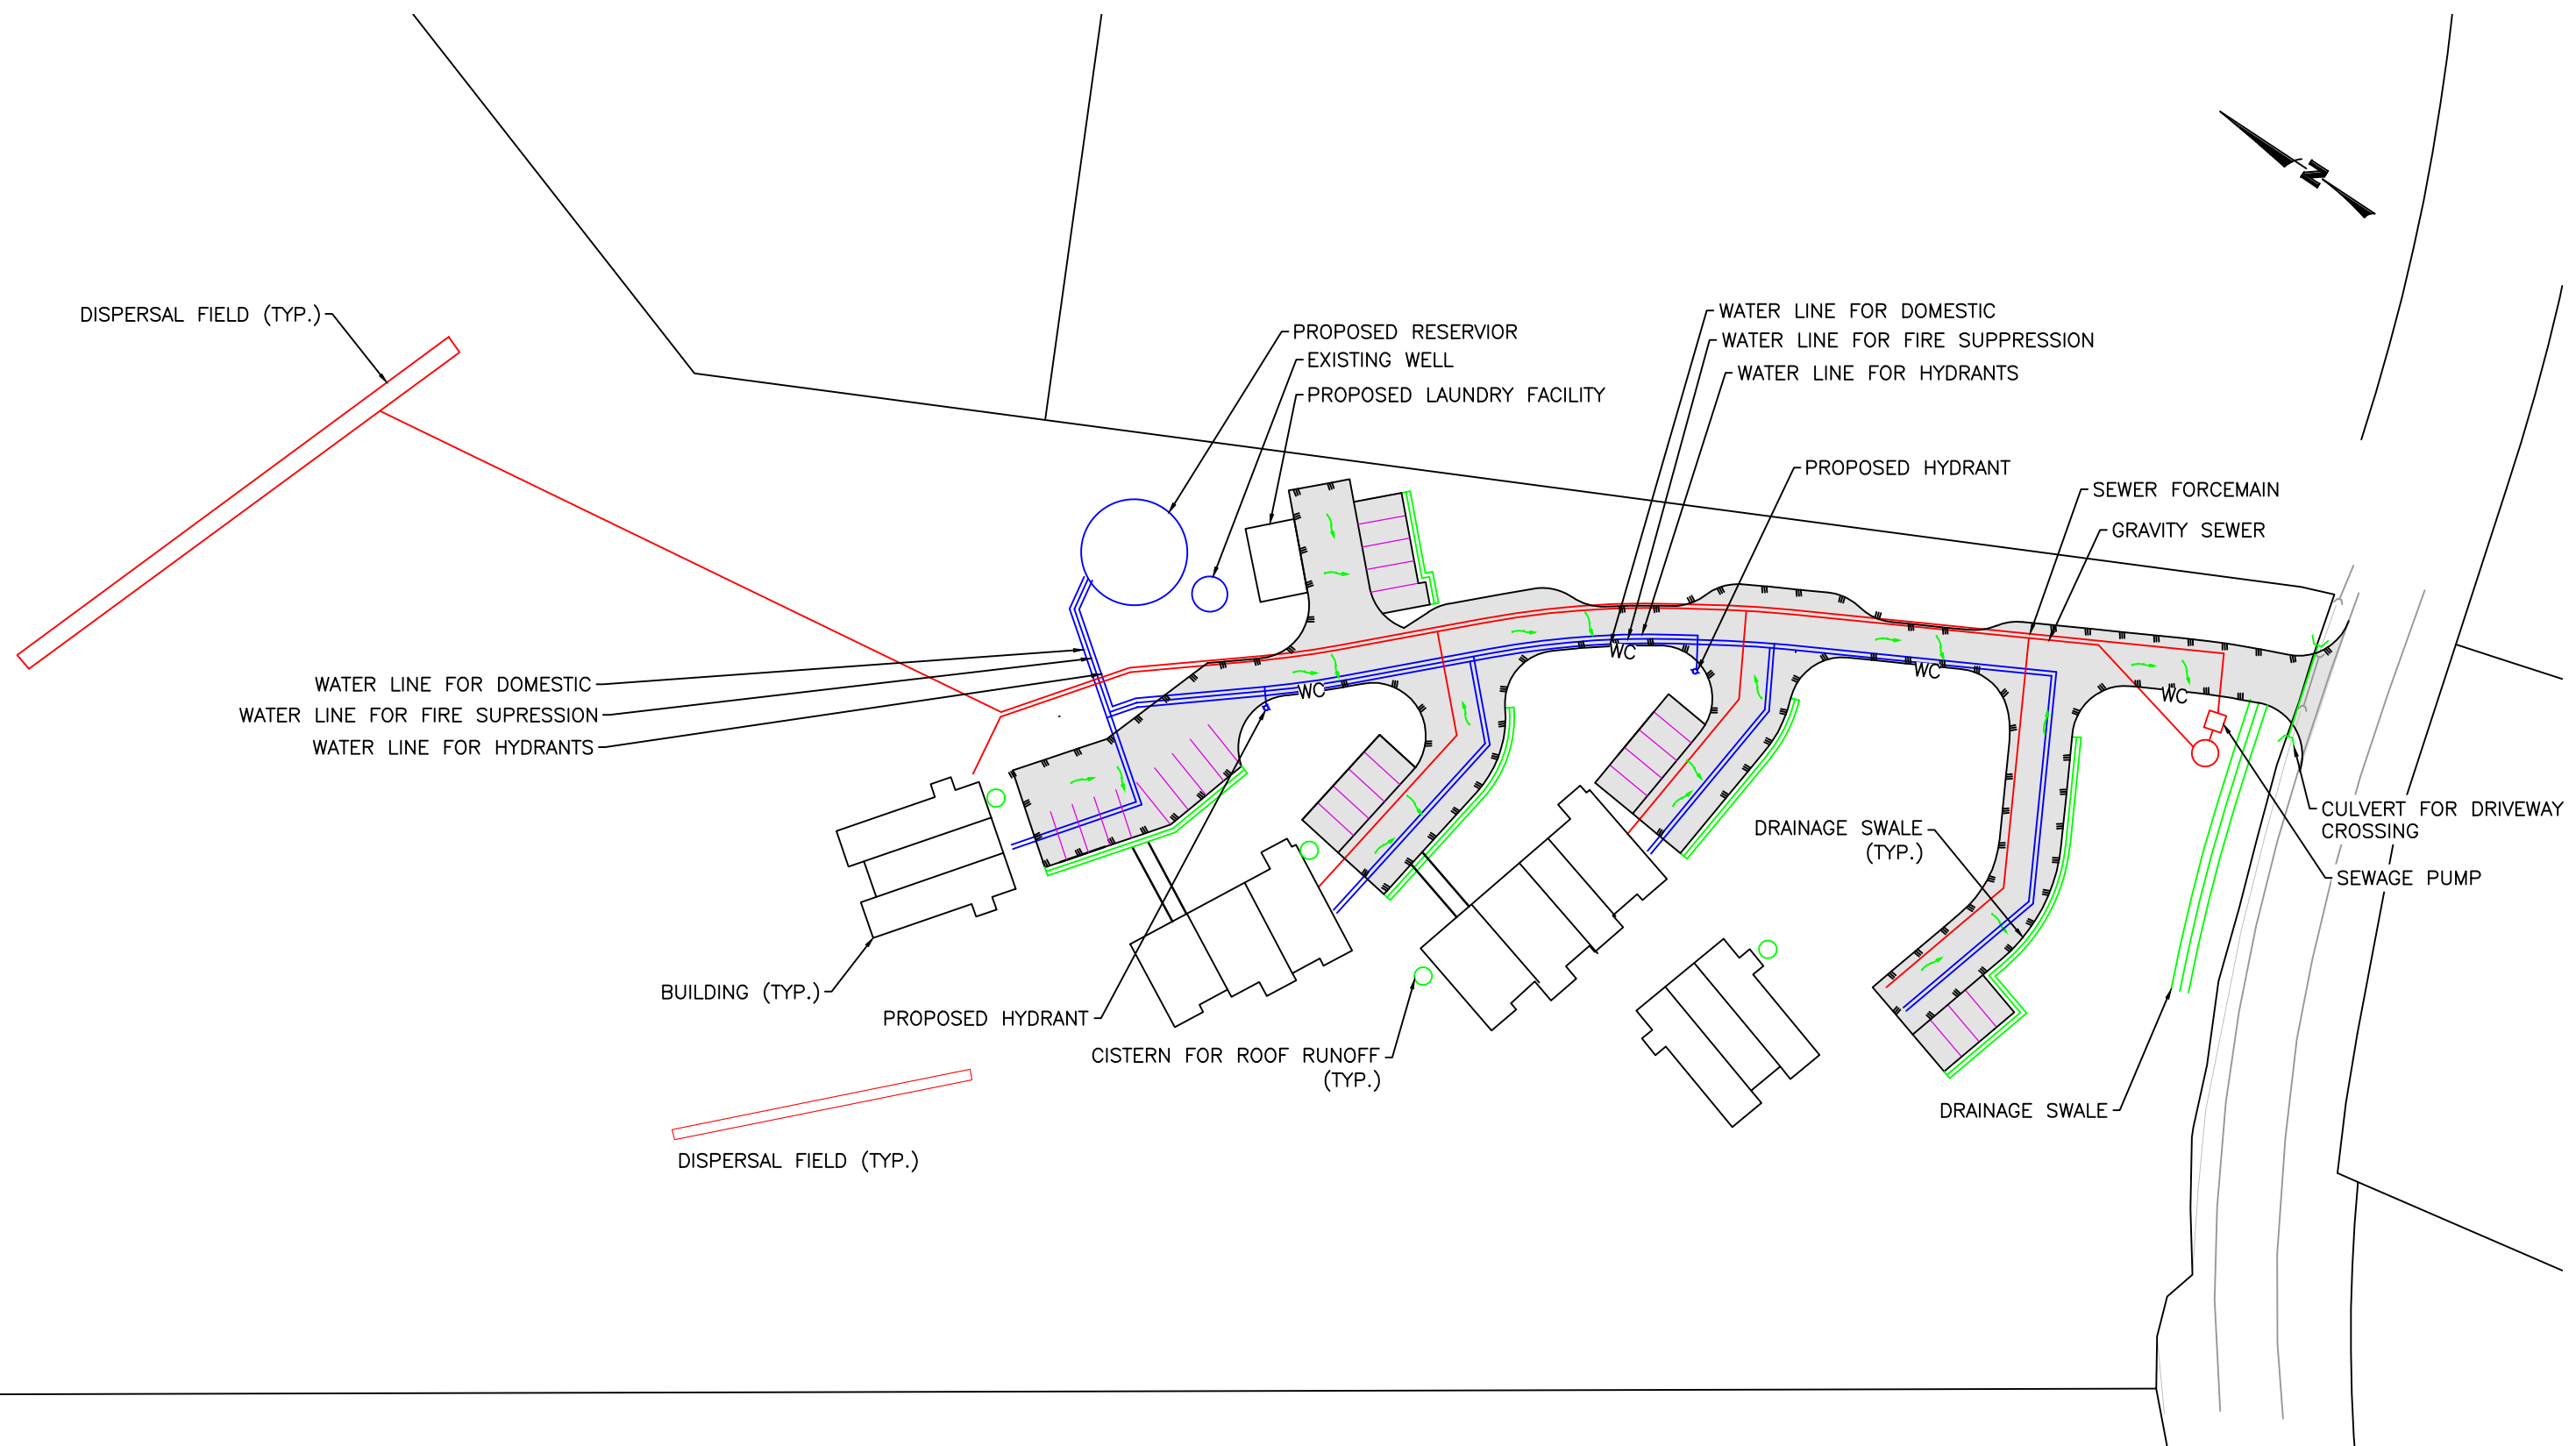 N
DISPERSAL FIELD (TYP.)
PROPOSED RESERVIOR
EXISTING WELL
PROPOSED LAUNDRY FACILITY
WATER LINE FOR DOMESTIC
WATER LINE FOR FIRE SUPPRESSION
WATER LINE FOR HYDRANTS
PROPOSED HYDRANT
SEWER FORCEMAIN
GRAVITY SEWER
WATER LINE FOR DOMESTIC
WATER LINE FOR FIRE SUPRESSION
WATER LINE FOR HYDRANTS
WC
WC
WC
WC
CULVERT FOR DRIVEWAY
CROSSING
SEWAGE PUMP
DRAINAGE SWALE
(TYP.)
BUILDING (TYP.)
PROPOSED HYDRANT
CISTERN FOR ROOF RUNOFF
(TYP.)
DRAINAGE SWALE
DISPERSAL FIELD (TYP.)